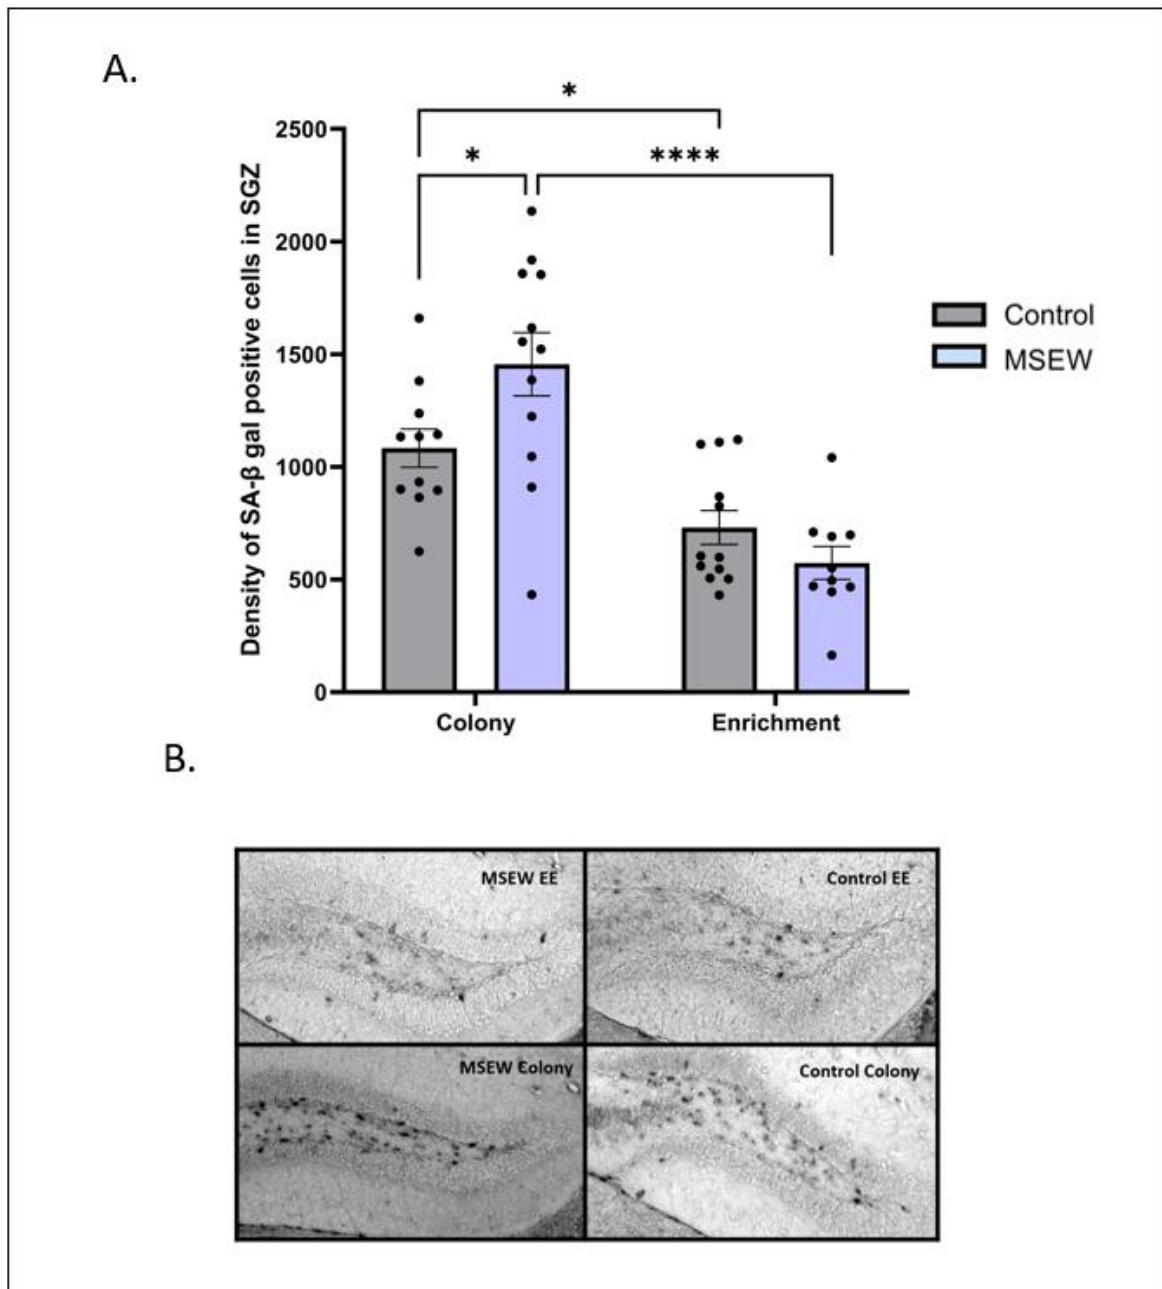 A.
*
2500
* ****
2000
1500
1000
500
0
Density of SA-β gal positive cells in SGZ
Control
MSEW
Colony Enrichment
B.
MSEW EE Control EE
MSEW Colony Control Colony